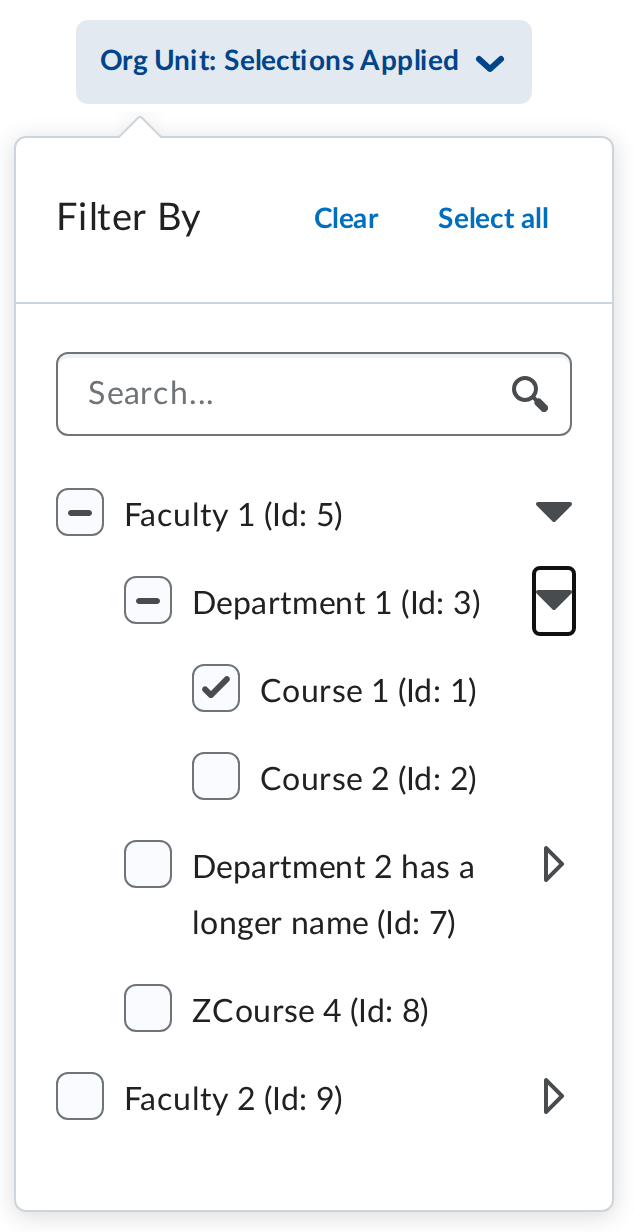 Org Unit: Selections Applied
Filter By Clear Select all
Search...
Faculty 1 (Id: 5)
Department 1 (Id: 3)
Course 1 (Id: 1)
Course 2 (Id: 2)
Department 2 has a
longer name (Id: 7)
ZCourse 4 (Id: 8)
Faculty 2 (Id: 9)